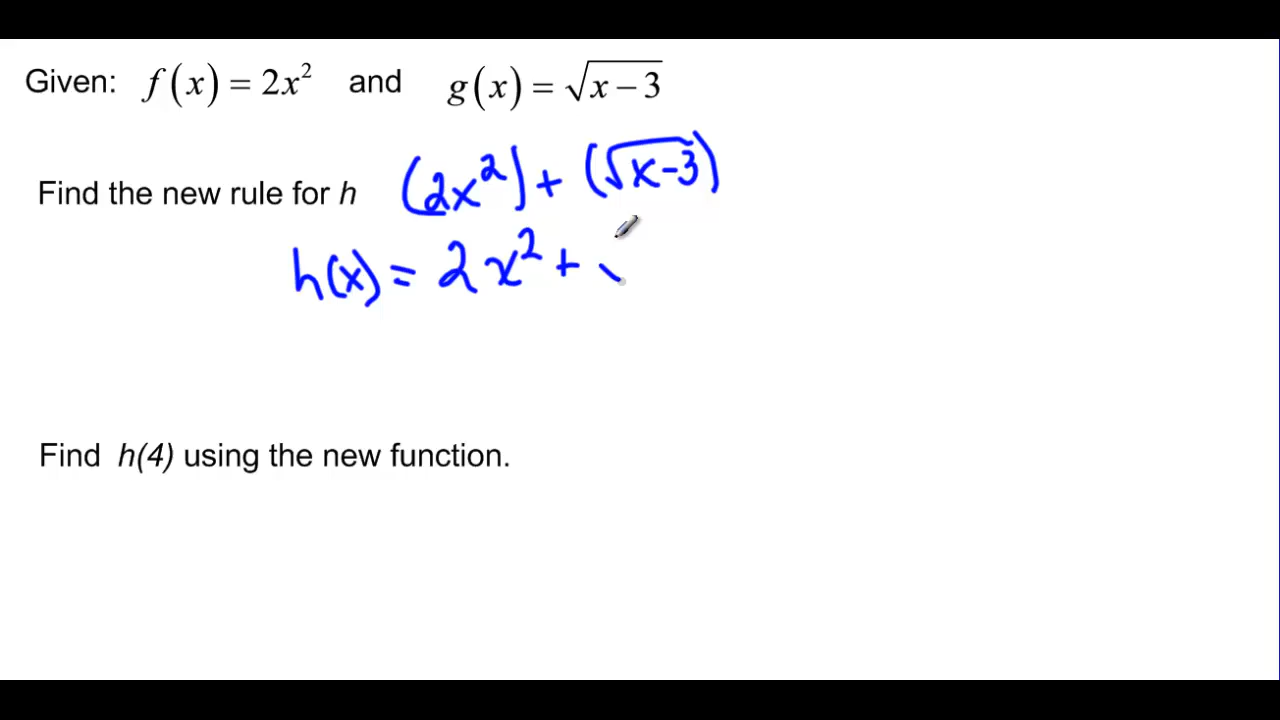 Given: f(x) = 2x² and g(x) = √(x − 3)
Find the new rule for h (2x²) + (√x-3)
h(x) = 2x² + √
Find h(4) using the new function.